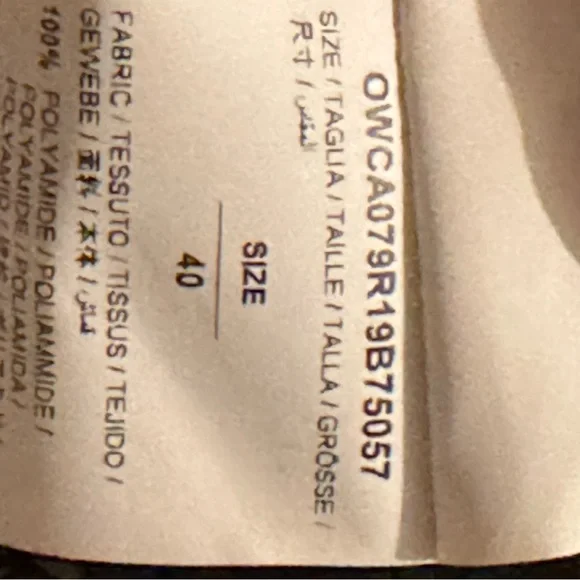 OWCA079R19B75057
SIZE / TAGLIA / TAILLE / TALLA / GRÖSSE /
尺寸 / المقاس
SIZE
40
FABRIC / TESSUTO / TISSUS / TEJIDO /
GEWEBE / 面料 / 本体 / قماش
100% POLYAMIDE / POLIAMMIDE /
POLYAMIDE / POLIAMIDA /
POLYAMID /